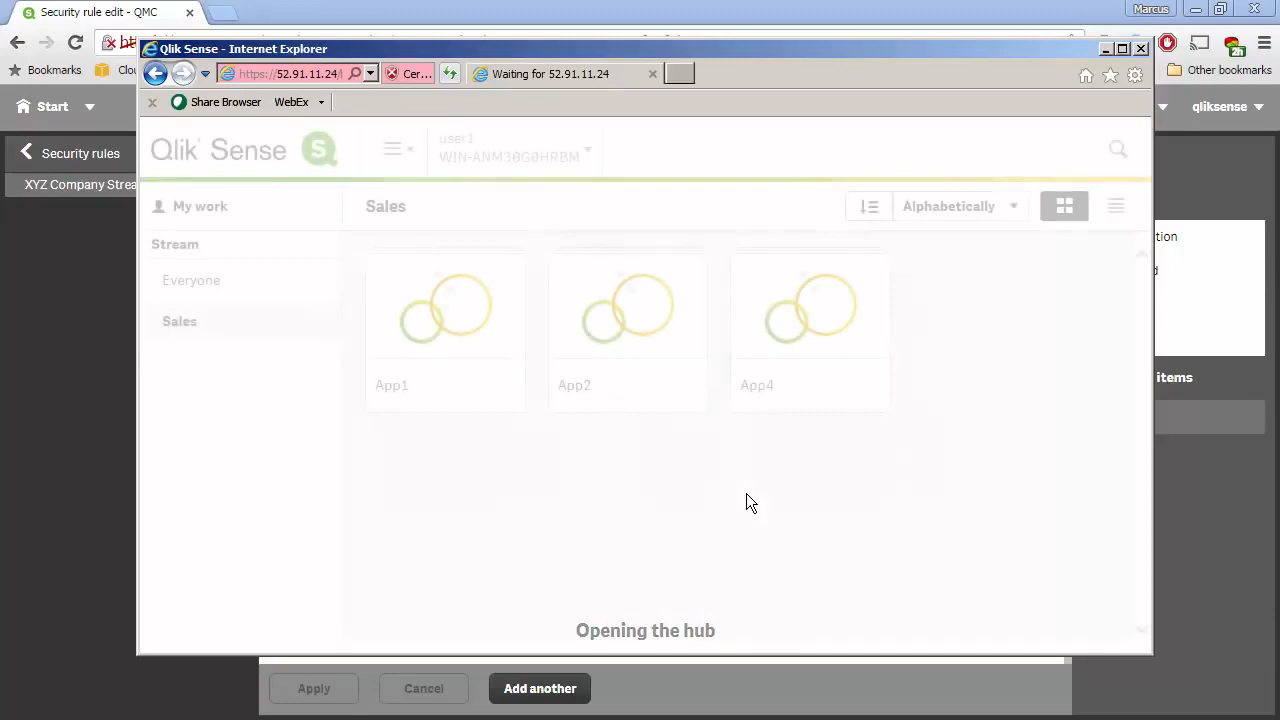 Security rule edit - QMC
Marcus
Bookmarks
Clou
Other bookmarks
Start
qliksense
Security rules
XYZ Company Strea
tion
d
items
Apply
Cancel
Add another
Qlik Sense - Internet Explorer
https://52.91.11.24/
Cer...
Waiting for 52.91.11.24
Share Browser
WebEx
Qlik Sense
user1
WIN-ANM30G0HRBM
My work
Sales
Alphabetically
Stream
Everyone
Sales
App1
App2
App4
Opening the hub